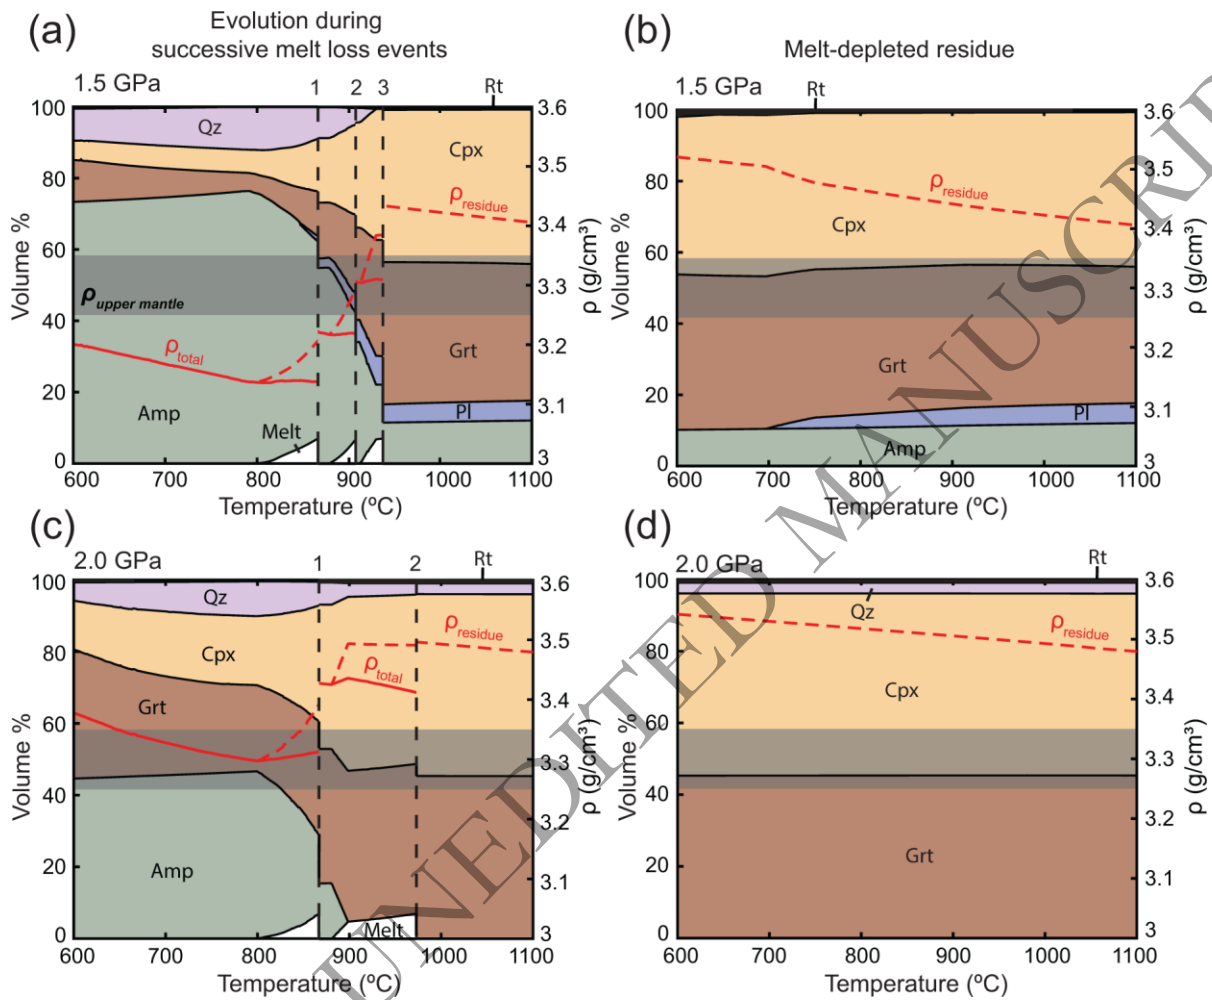 (a)
Evolution during
successive melt loss events
1.5 GPa
1
2
3
Rt
100
80
60
40
20
0
Volume %
600
700
800
900
1000
1100
Temperature (ºC)
3.6
3.5
3.4
3.3
3.2
3.1
3
ρ (g/cm³)
Qz
Cpx
ρresidue
ρupper mantle
ρtotal
Grt
Amp
Melt
Pl
(b)
Melt-depleted residue
1.5 GPa
Rt
100
80
60
40
20
0
Volume %
600
700
800
900
1000
1100
Temperature (ºC)
3.6
3.5
3.4
3.3
3.2
3.1
3
ρ (g/cm³)
ρresidue
Cpx
Grt
Pl
Amp
(c)
2.0 GPa
1
2
Rt
100
80
60
40
20
0
Volume %
600
700
800
900
1000
1100
Temperature (ºC)
3.6
3.5
3.4
3.3
3.2
3.1
3
ρ (g/cm³)
Qz
Cpx
ρresidue
ρtotal
Grt
Amp
Melt
(d)
2.0 GPa
Rt
100
80
60
40
20
0
Volume %
600
700
800
900
1000
1100
Temperature (ºC)
3.6
3.5
3.4
3.3
3.2
3.1
3
ρ (g/cm³)
Qz
ρresidue
Cpx
Grt
UNEDITED MANUSCRI